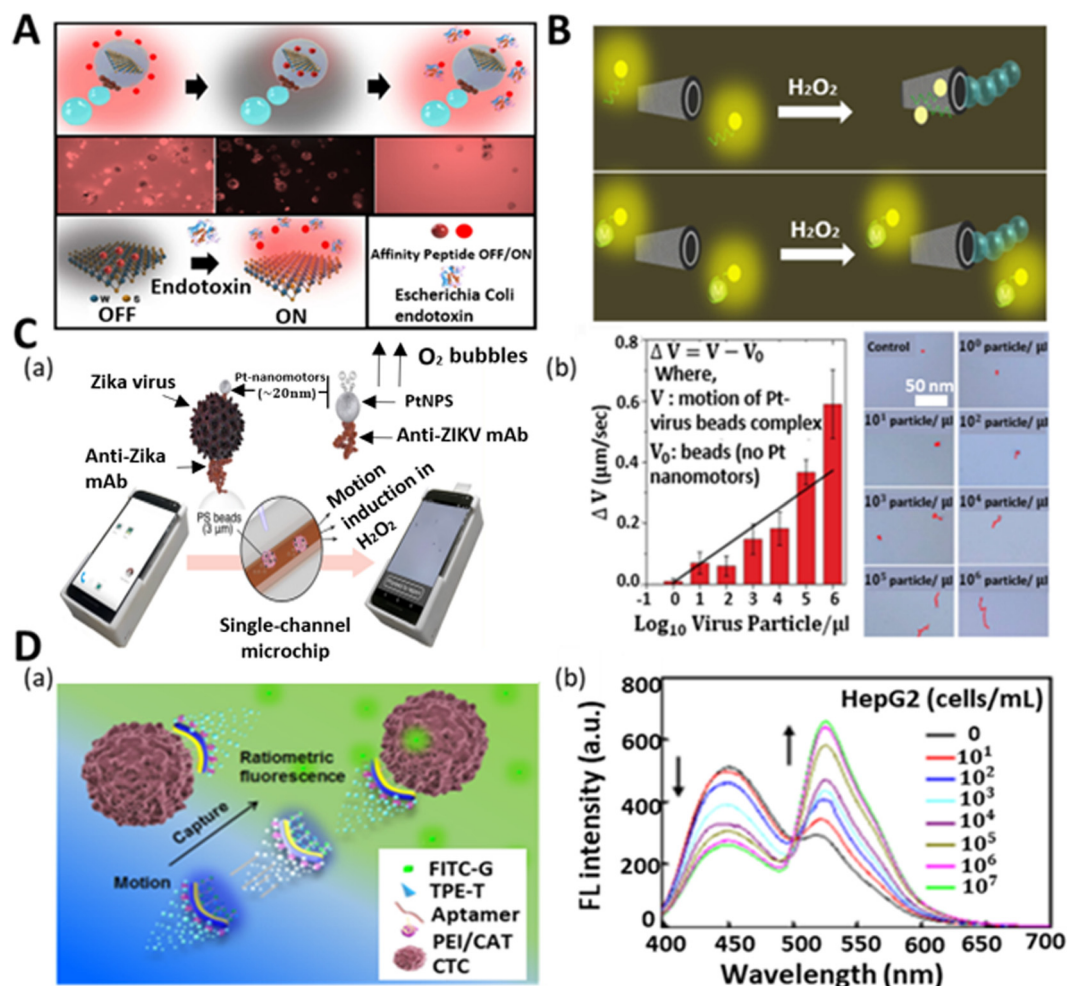 A
W S
OFF
Endotoxin
ON
Affinity Peptide OFF/ON
Escherichia Coli
endotoxin
B
H₂O₂
H₂O₂
C
(a)
Zika virus
Pt-nanomotors
(~20nm)
O₂ bubbles
PtNPS
Anti-ZIKV mAb
Anti-Zika
mAb
PS beads
(3 μm)
Motion
induction in
H₂O₂
Single-channel
microchip
(b)
Δ V (μm/sec)
0.8
0.6
0.4
0.2
0.0
Δ V = V − V₀
Where,
V : motion of Pt-
virus beads complex
V₀: beads (no Pt
nanomotors)
-1 0 1 2 3 4 5 6
Log₁₀ Virus Particle/μl
Control
50 nm
10⁰ particle/ μl
10¹ particle/ μl
10² particle/ μl
10³ particle/ μl
10⁴ particle/ μl
10⁵ particle/ μl
10⁶ particle/ μl
D
(a)
Ratiometric
fluorescence
Capture
Motion
FITC-G
TPE-T
Aptamer
PEI/CAT
CTC
(b)
FL intensity (a.u.)
800
600
400
200
0
HepG2 (cells/mL)
0
10¹
10²
10³
10⁴
10⁵
10⁶
10⁷
400 450 500 550 600 650 700
Wavelength (nm)